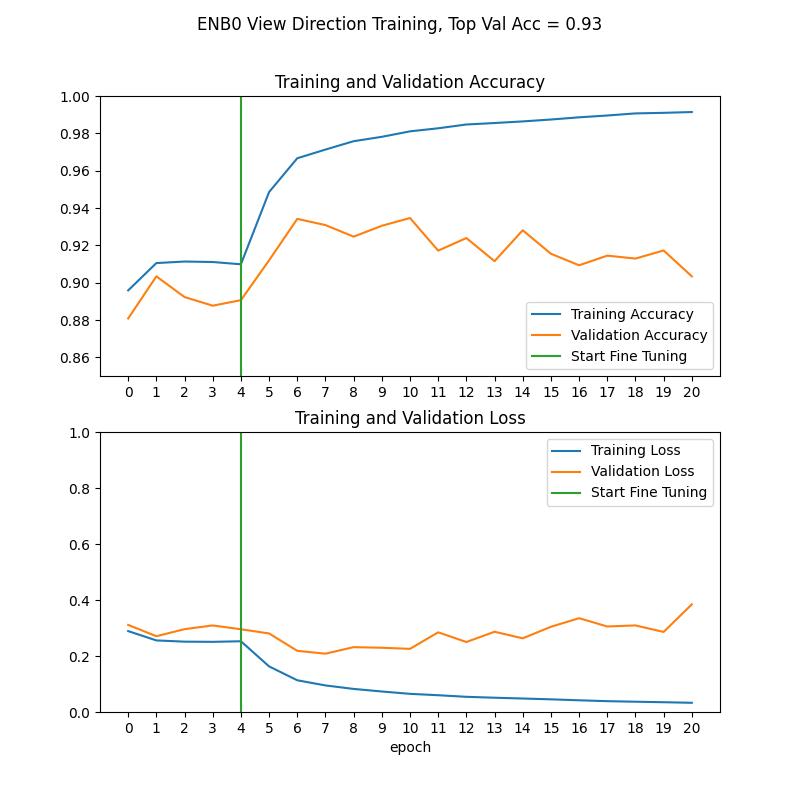 ENB0 View Direction Training, Top Val Acc = 0.93
Training and Validation Accuracy
1.00
0.98
0.96
0.94
0.92
0.90
0.88
0.86
Training Accuracy
Validation Accuracy
Start Fine Tuning
0 1 2 3 4 5 6 7 8 9 10 11 12 13 14 15 16 17 18 19 20
Training and Validation Loss
1.0
0.8
0.6
0.4
0.2
0.0
Training Loss
Validation Loss
Start Fine Tuning
0 1 2 3 4 5 6 7 8 9 10 11 12 13 14 15 16 17 18 19 20
epoch